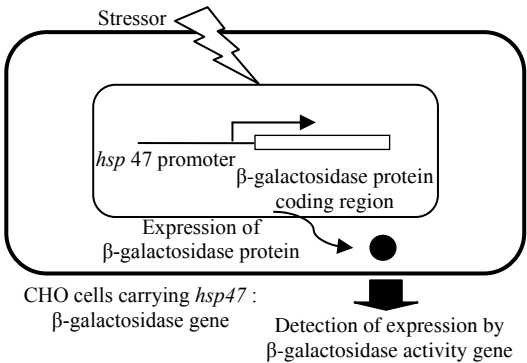 Stressor
hsp 47 promoter
β-galactosidase protein
coding region
Expression of
β-galactosidase protein
CHO cells carrying hsp47 :
β-galactosidase gene
Detection of expression by
β-galactosidase activity gene